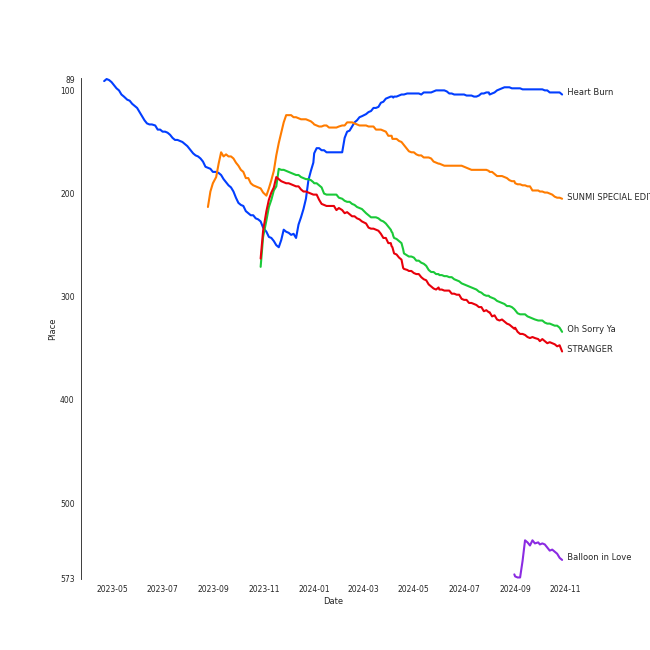 89
100
200
300
400
500
573
Place
2023-05 2023-07 2023-09 2023-11 2024-01 2024-03 2024-05 2024-07 2024-09 2024-11
Date
Heart Burn
SUNMI SPECIAL EDI
Oh Sorry Ya
STRANGER
Balloon in Love